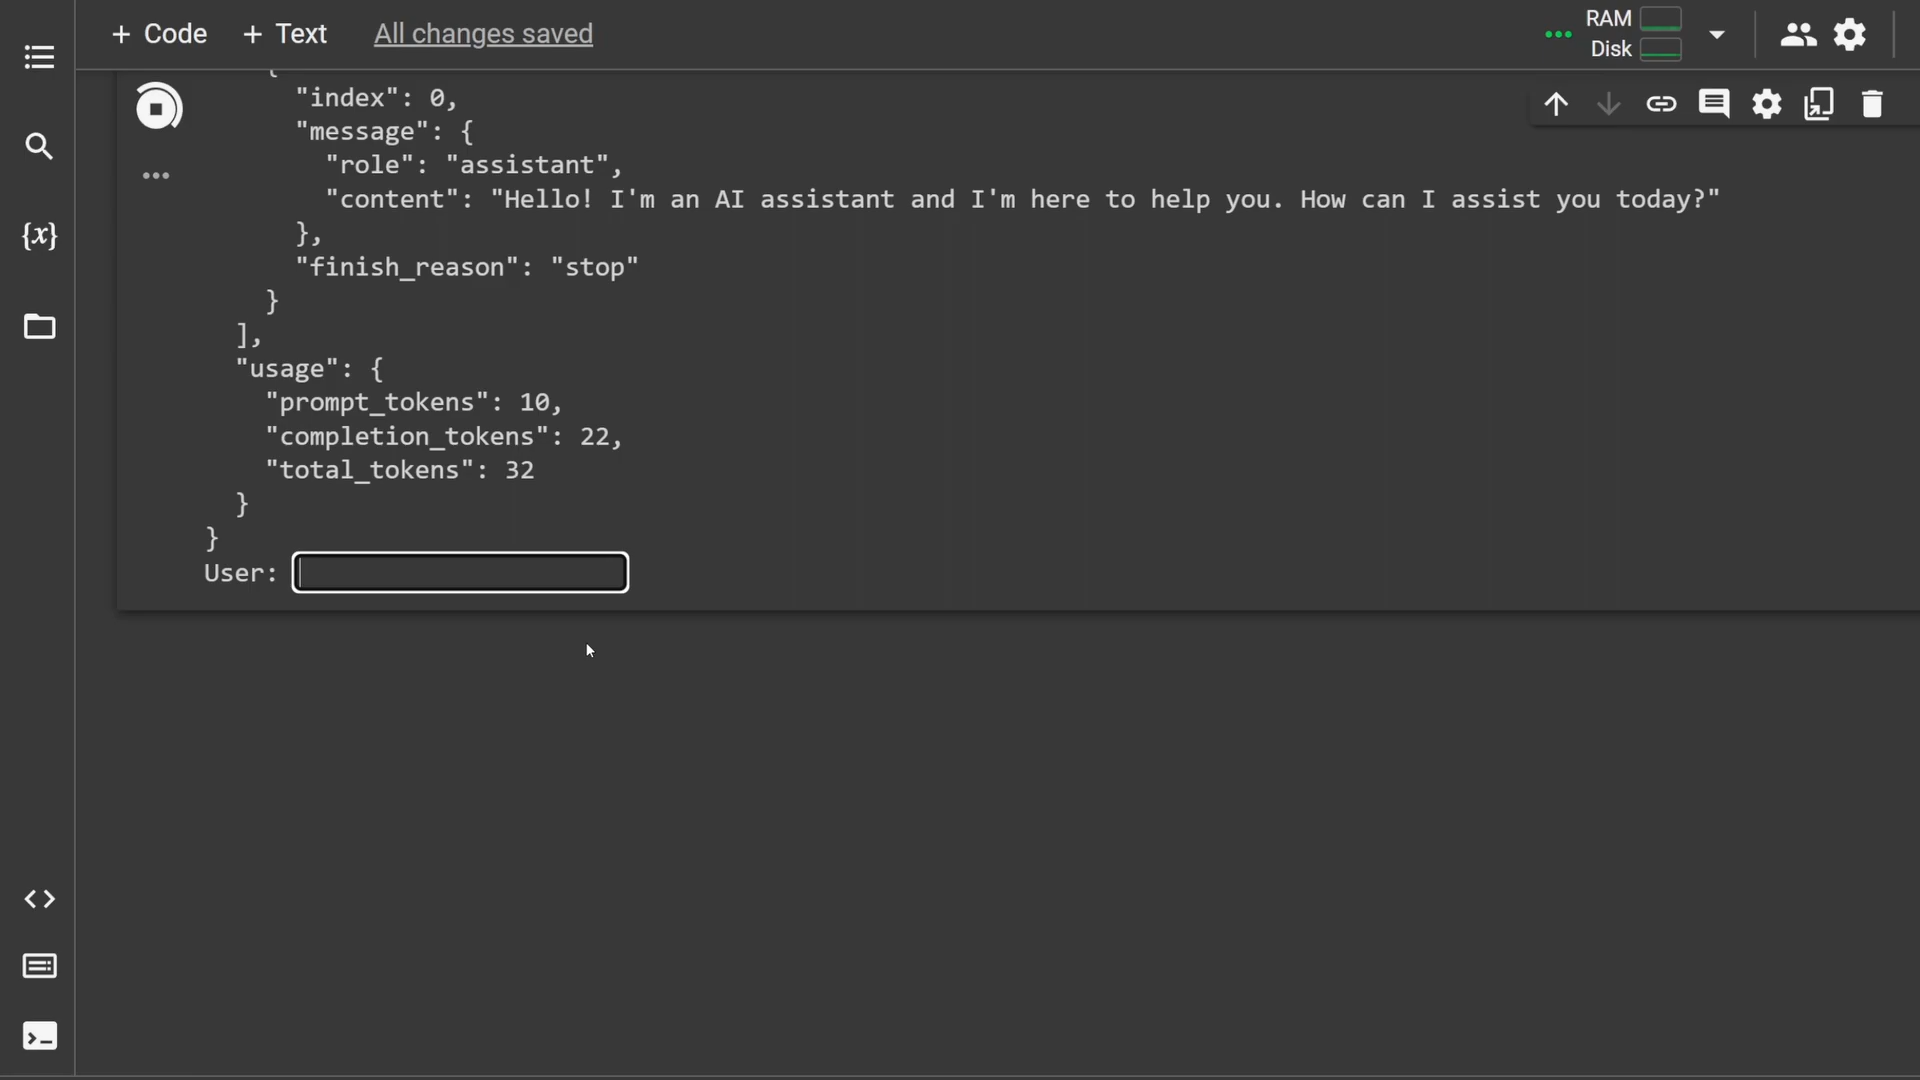 + Code + Text All changes saved
RAM
Disk
{
"index": 0,
"message": {
"role": "assistant",
"content": "Hello! I'm an AI assistant and I'm here to help you. How can I assist you today?"
},
"finish_reason": "stop"
}
],
"usage": {
"prompt_tokens": 10,
"completion_tokens": 22,
"total_tokens": 32
}
}
User:
{x}